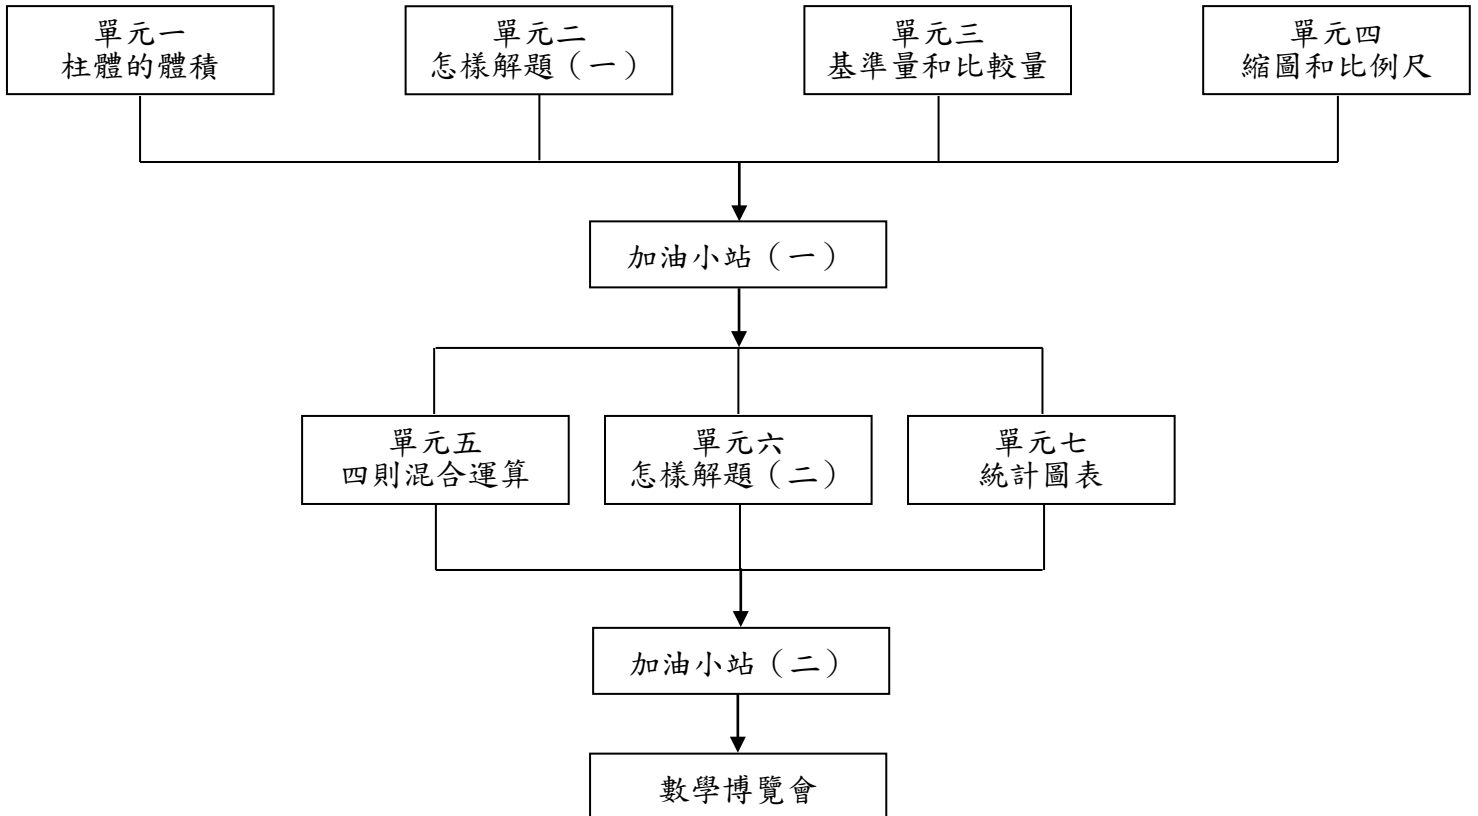 單元一
柱體的體積
單元二
怎樣解題（一）
單元三
基準量和比較量
單元四
縮圖和比例尺
加油小站（一）
單元五
四則混合運算
單元六
怎樣解題（二）
單元七
統計圖表
加油小站（二）
數學博覽會